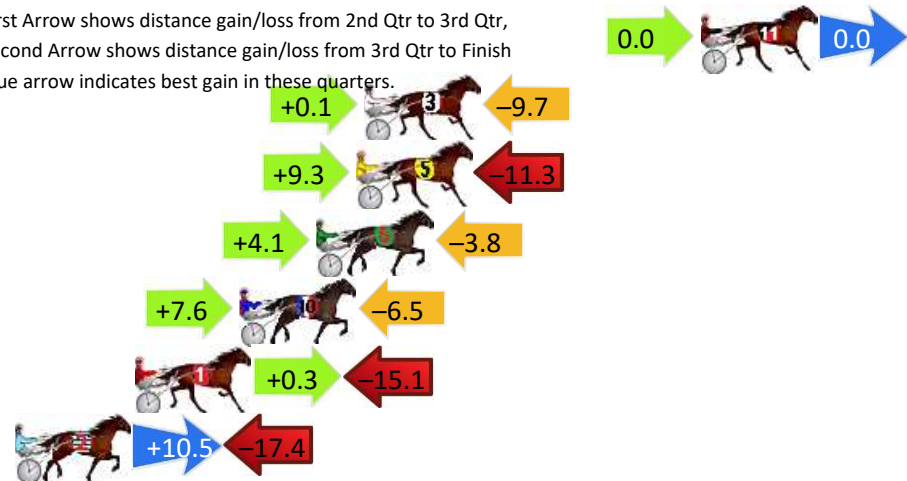 rst Arrow shows distance gain/loss from 2nd Qtr to 3rd Qtr,
0.0 11 0.0
cond Arrow shows distance gain/loss from 3rd Qtr to Finish
ue arrow indicates best gain in these quarters.
+0.1 3 –9.7
+9.3 5 –11.3
+4.1 –3.8
+7.6 10 –6.5
1 +0.3 –15.1
+10.5 –17.4